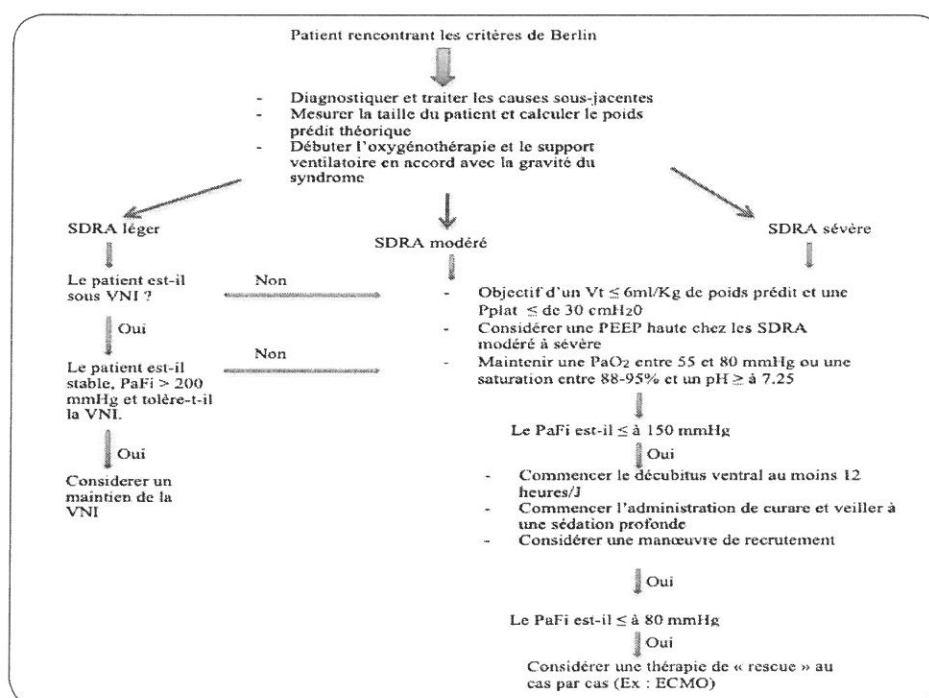 Patient rencontrant les critères de Berlin
- Diagnostiquer et traiter les causes sous-jacentes
- Mesurer la taille du patient et calculer le poids
prédit théorique
- Débuter l'oxygénothérapie et le support
ventilatoire en accord avec la gravité du
syndrome
SDRA léger
SDRA modéré
SDRA sévère
Le patient est-il
sous VNI ?
Non
Oui
Le patient est-il
stable, PaFi > 200
mmHg et tolère-t-il
la VNI.
Non
Oui
Considerer un
maintien de la
VNI
- Objectif d'un Vt ≤ 6ml/Kg de poids prédit et une
Pplat ≤ de 30 cmH20
- Considérer une PEEP haute chez les SDRA
modéré à sévère
- Maintenir une PaO2 entre 55 et 80 mmHg ou une
saturation entre 88-95% et un pH ≥ à 7.25
Le PaFi est-il ≤ à 150 mmHg
Oui
- Commencer le décubitus ventral au moins 12
heures/J
- Commencer l'administration de curare et veiller à
une sédation profonde
- Considérer une manœuvre de recrutement
Oui
Le PaFi est-il ≤ à 80 mmHg
Oui
Considérer une thérapie de « rescue » au
cas par cas (Ex : ECMO)